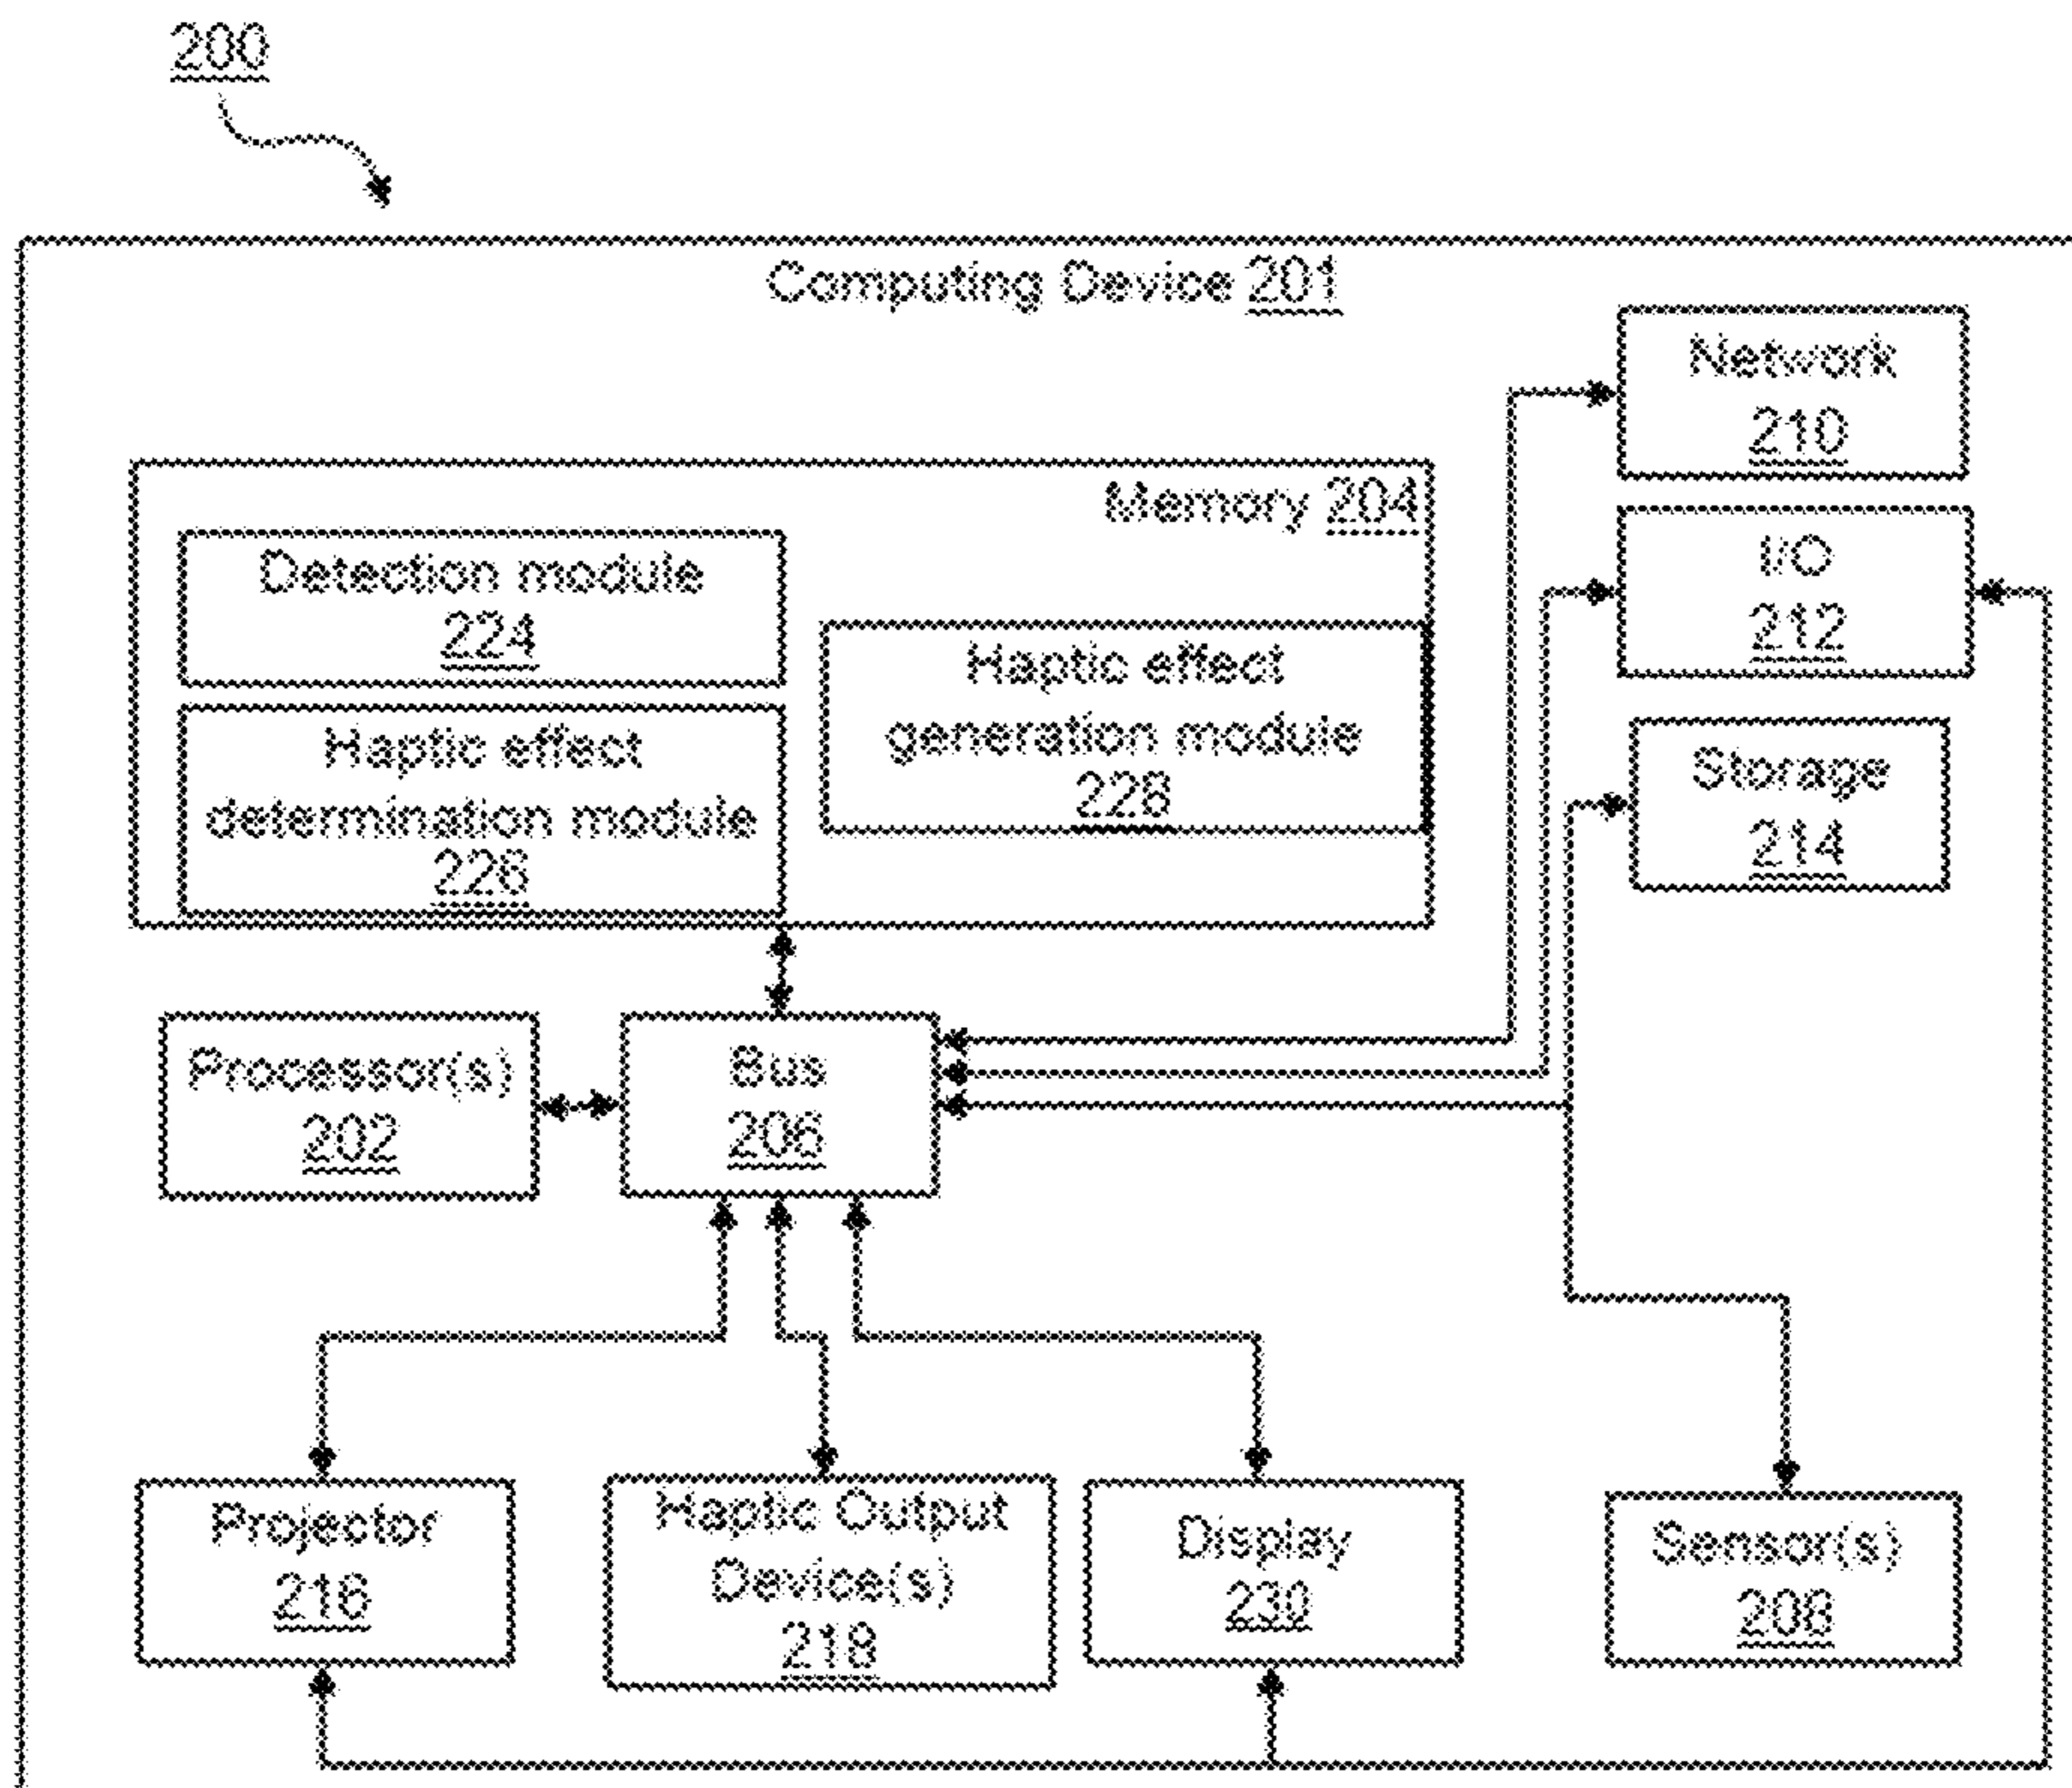 200
Computing Device 201
Network
210
Memory 204
I/O
212
Detection module
224
Haptic effect
generation module
228
Haptic effect
determination module
226
Storage
214
Processor(s)
202
Bus
206
Projector
216
Haptic Output
Device(s)
218
Display
230
Sensor(s)
208